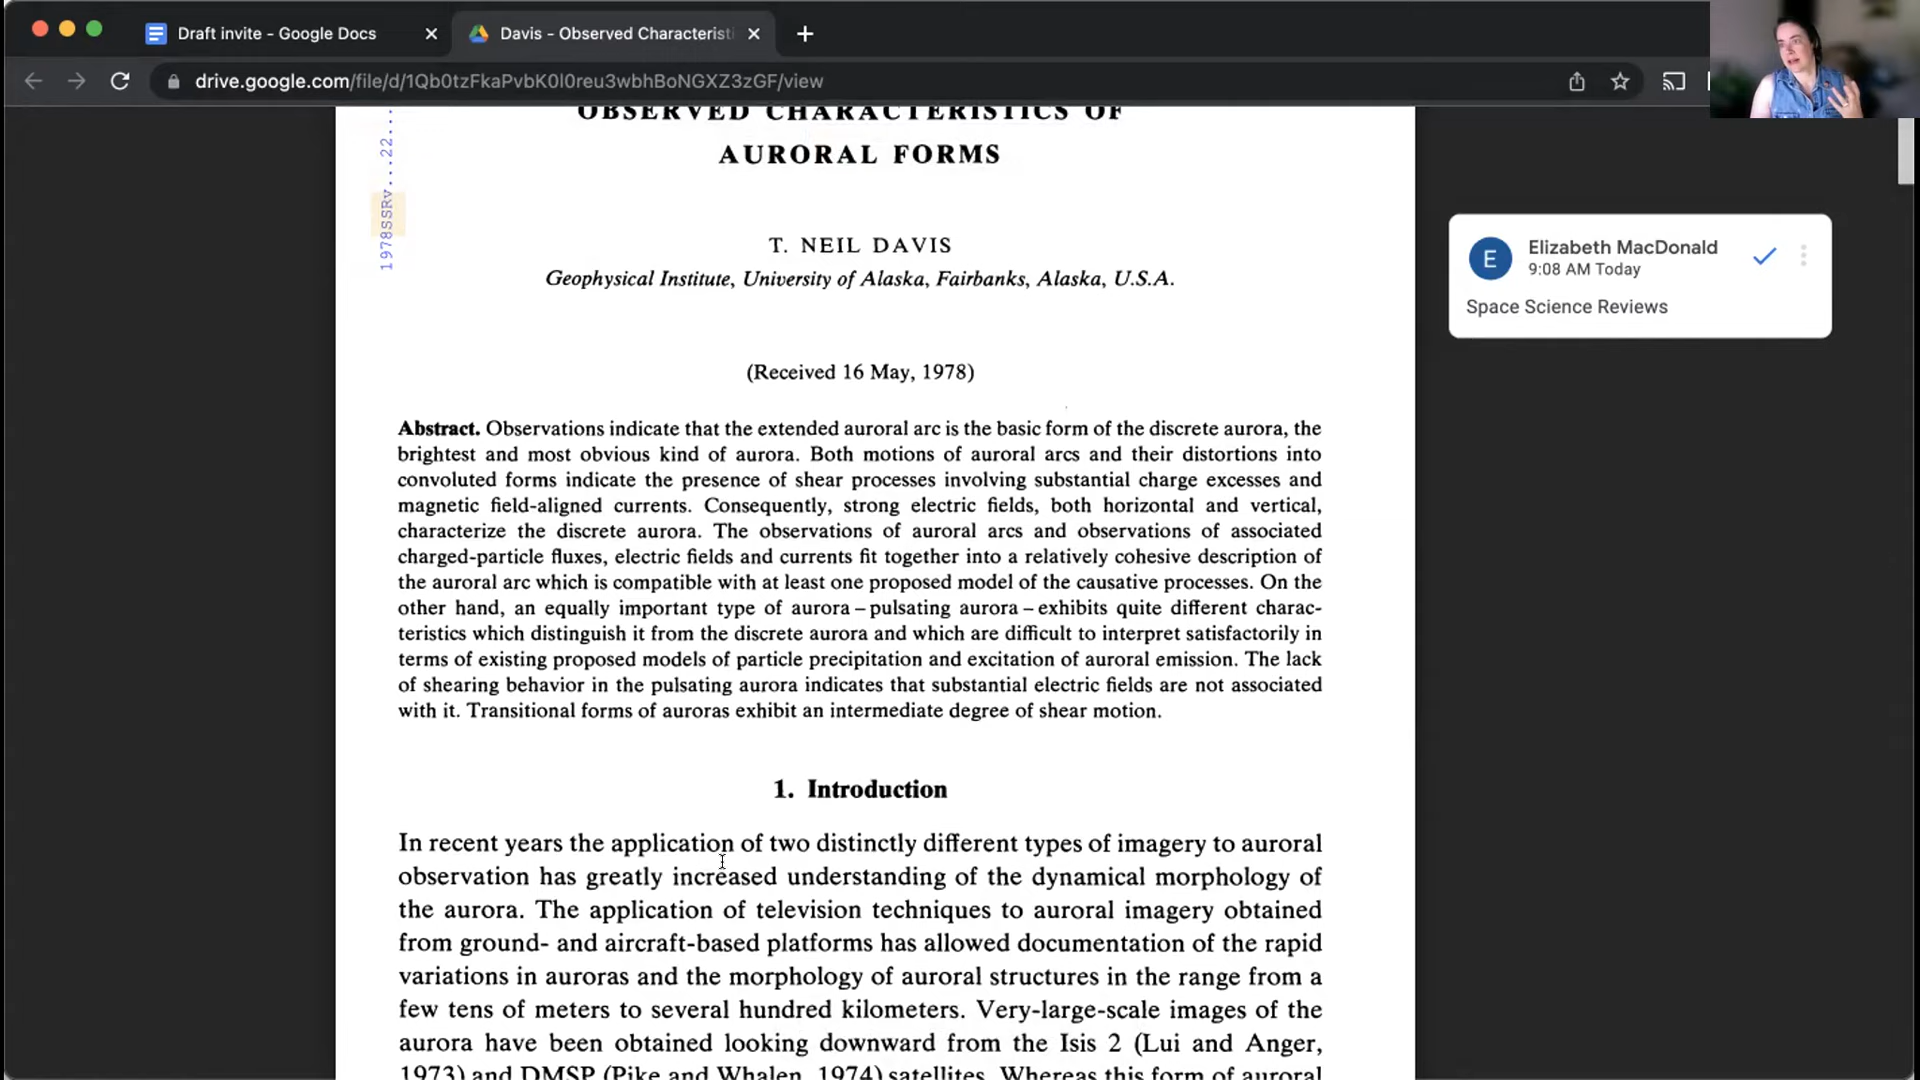 Draft invite - Google Docs
Davis - Observed Characterist
drive.google.com/file/d/1Qb0tzFkaPvbK0I0reu3wbhBoNGXZ3zGF/view
OBSERVED CHARACTERISTICS OF
AURORAL FORMS
1978SSRv...22...
T. NEIL DAVIS
Geophysical Institute, University of Alaska, Fairbanks, Alaska, U.S.A.
(Received 16 May, 1978)
Abstract. Observations indicate that the extended auroral arc is the basic form of the discrete aurora, the
brightest and most obvious kind of aurora. Both motions of auroral arcs and their distortions into
convoluted forms indicate the presence of shear processes involving substantial charge excesses and
magnetic field-aligned currents. Consequently, strong electric fields, both horizontal and vertical,
characterize the discrete aurora. The observations of auroral arcs and observations of associated
charged-particle fluxes, electric fields and currents fit together into a relatively cohesive description of
the auroral arc which is compatible with at least one proposed model of the causative processes. On the
other hand, an equally important type of aurora – pulsating aurora – exhibits quite different charac-
teristics which distinguish it from the discrete aurora and which are difficult to interpret satisfactorily in
terms of existing proposed models of particle precipitation and excitation of auroral emission. The lack
of shearing behavior in the pulsating aurora indicates that substantial electric fields are not associated
with it. Transitional forms of auroras exhibit an intermediate degree of shear motion.
1. Introduction
In recent years the application of two distinctly different types of imagery to auroral
observation has greatly increased understanding of the dynamical morphology of
the aurora. The application of television techniques to auroral imagery obtained
from ground- and aircraft-based platforms has allowed documentation of the rapid
variations in auroras and the morphology of auroral structures in the range from a
few tens of meters to several hundred kilometers. Very-large-scale images of the
aurora have been obtained looking downward from the Isis 2 (Lui and Anger,
1973) and DMSP (Pike and Whalen, 1974) satellites. Whereas this form of auroral
E
Elizabeth MacDonald
9:08 AM Today
Space Science Reviews